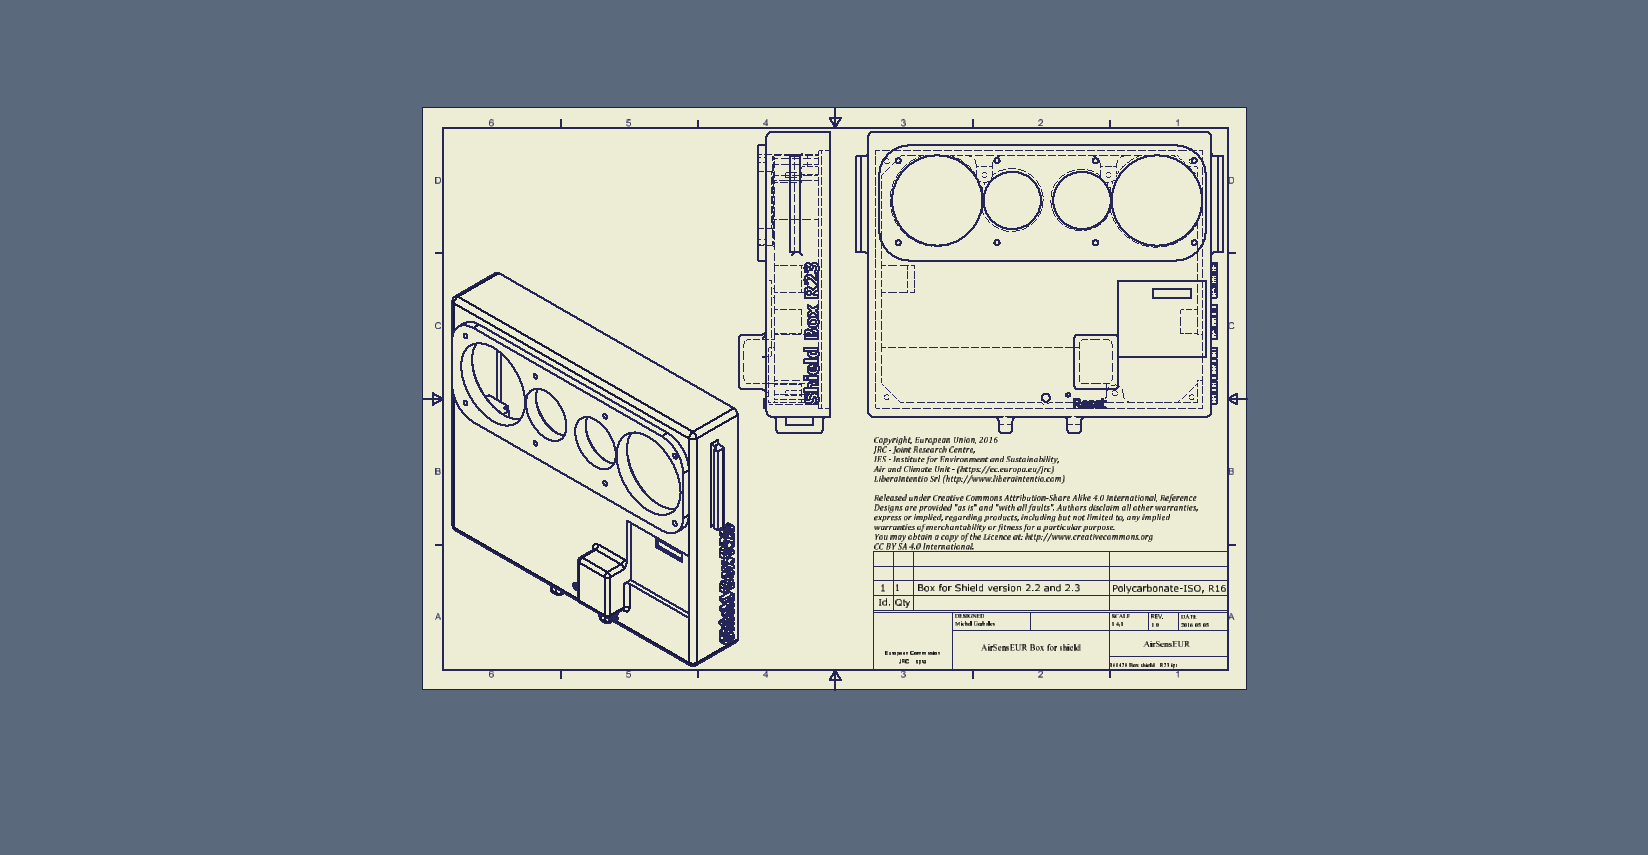 6 5 4 3 2 1
D D
Shield Box R23
C C
Reset
Copyright, European Union, 2016
JRC - Joint Research Centre,
IES - Institute for Environment and Sustainability,
Air and Climate Unit - (https://ec.europa.eu/jrc)
LiberaIntentio Srl (http://www.liberaintentio.com)
B B
Released under Creative Commons Attribution-Share Alike 4.0 International, Reference
Designs are provided "as is" and "with all faults". Authors disclaim all other warranties,
express or implied, regarding products, including but not limited to, any implied
warranties of merchantability or fitness for a particular purpose.
You may obtain a copy of the Licence at: http://www.creativecommons.org
CC BY SA 4.0 International.
1 1 Box for Shield version 2.2 and 2.3 Polycarbonate-ISO, R16
Id. Qty
A A
DESIGNED SCALE REV. DATE
Michel Gerboles 1.0
AirSensEUR Box for shield AirSensEUR
European Commission
JRC
Box shield R23
6 5 4 3 2 1